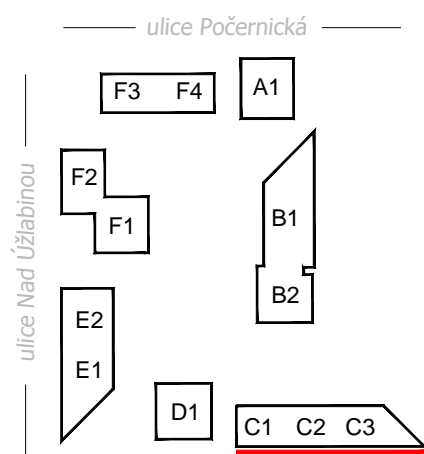 ulice Počernická
F3 F4 A1
F2
F1
B1
B2
ulice Nad Úžlabinou
E2
E1
D1
C1 C2 C3